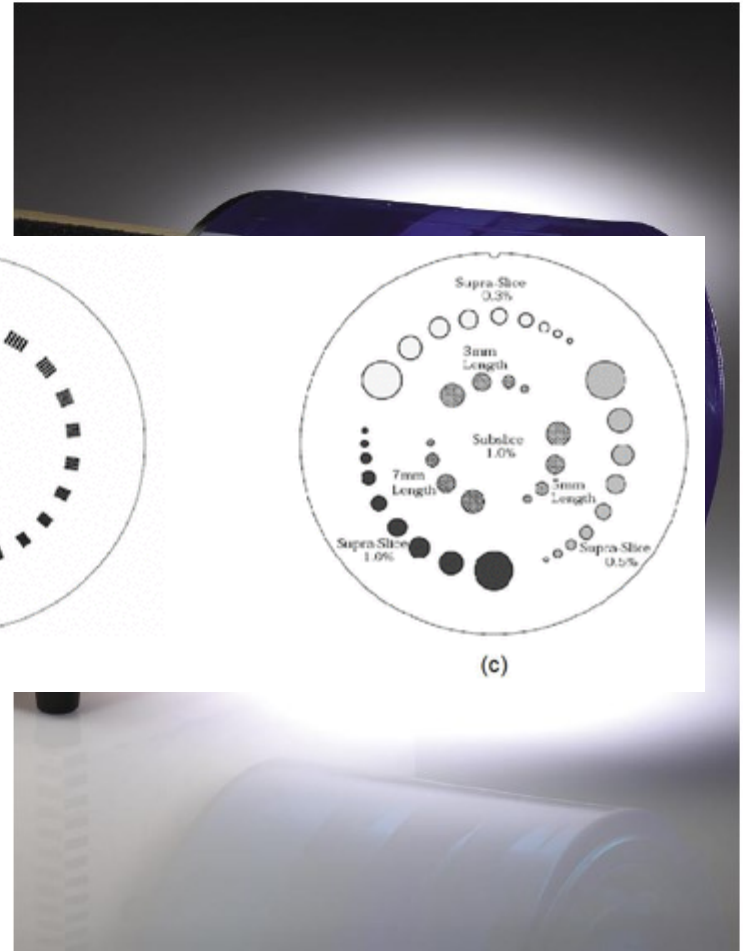 Supra-Slice
0.3%
3mm
Length
Subslice
1.0%
7mm
Length
5mm
Length
Supra-Slice
1.0%
Supra-Slice
0.5%
(c)